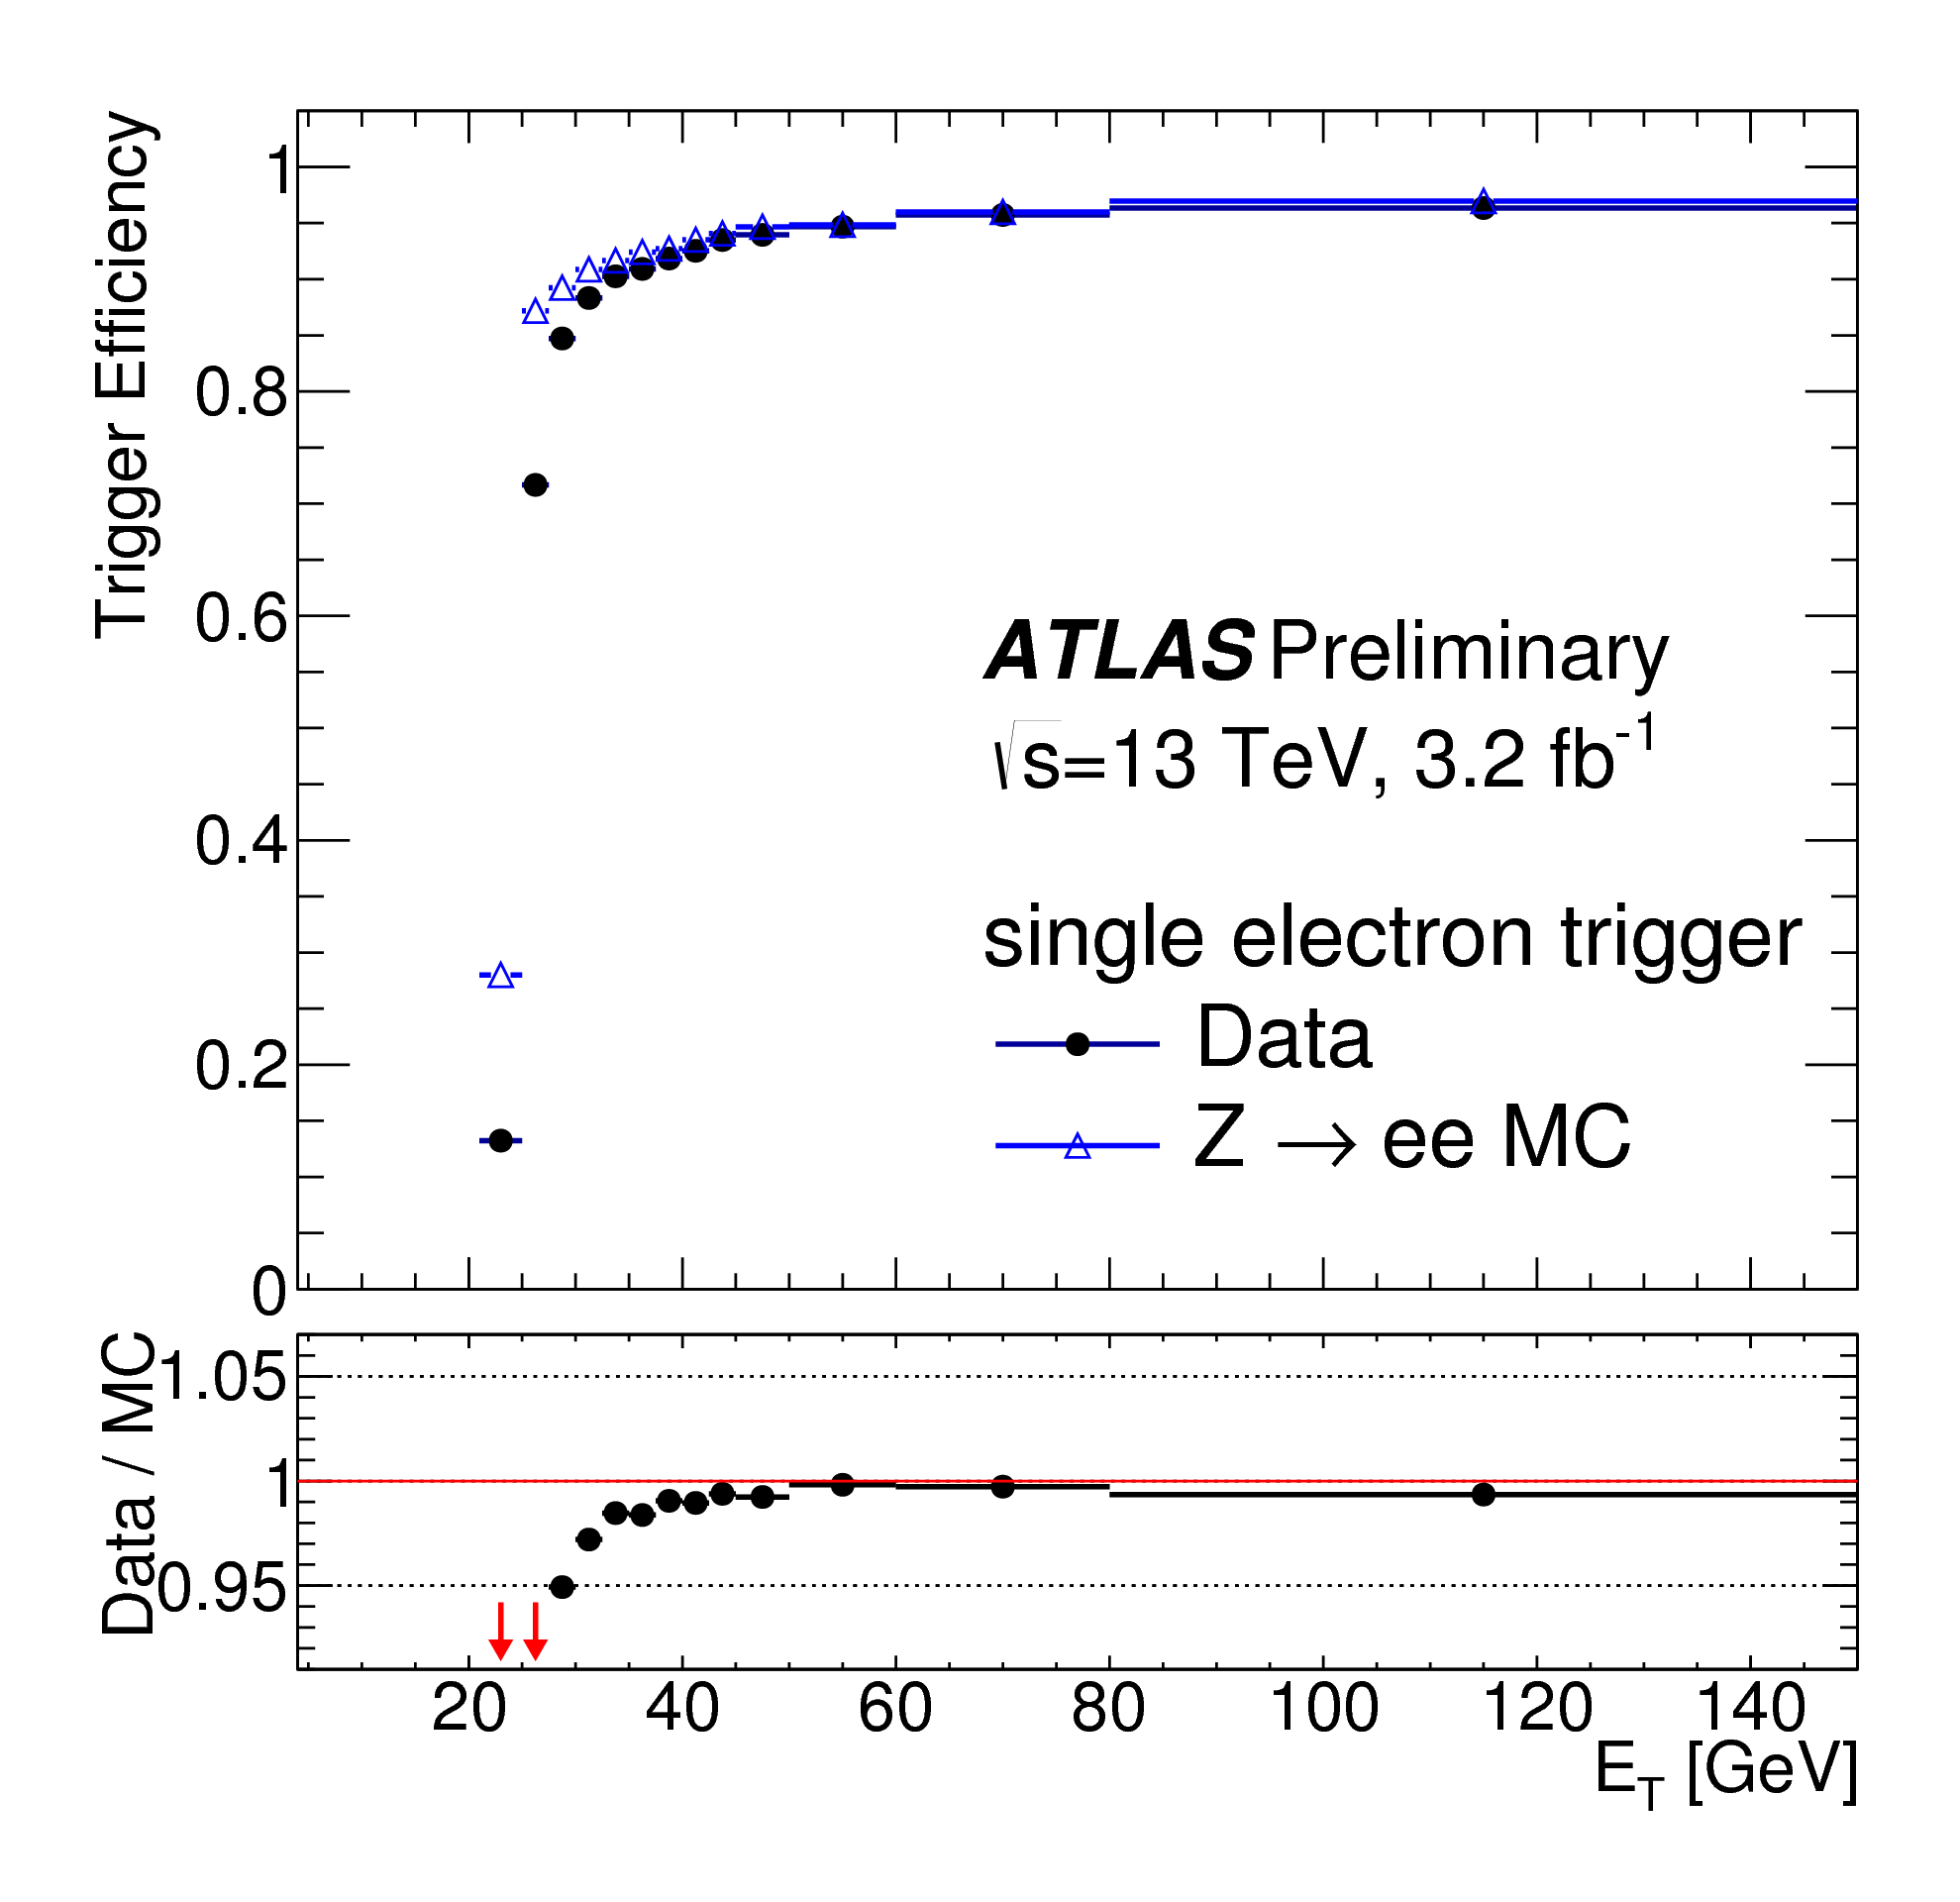 Trigger Efficiency
1
0.8
0.6
0.4
0.2
0
ATLAS Preliminary
√s=13 TeV, 3.2 fb⁻¹
single electron trigger
Data
Z → ee MC
Data / MC
1.05
1
0.95
20 40 60 80 100 120 140
E_T [GeV]